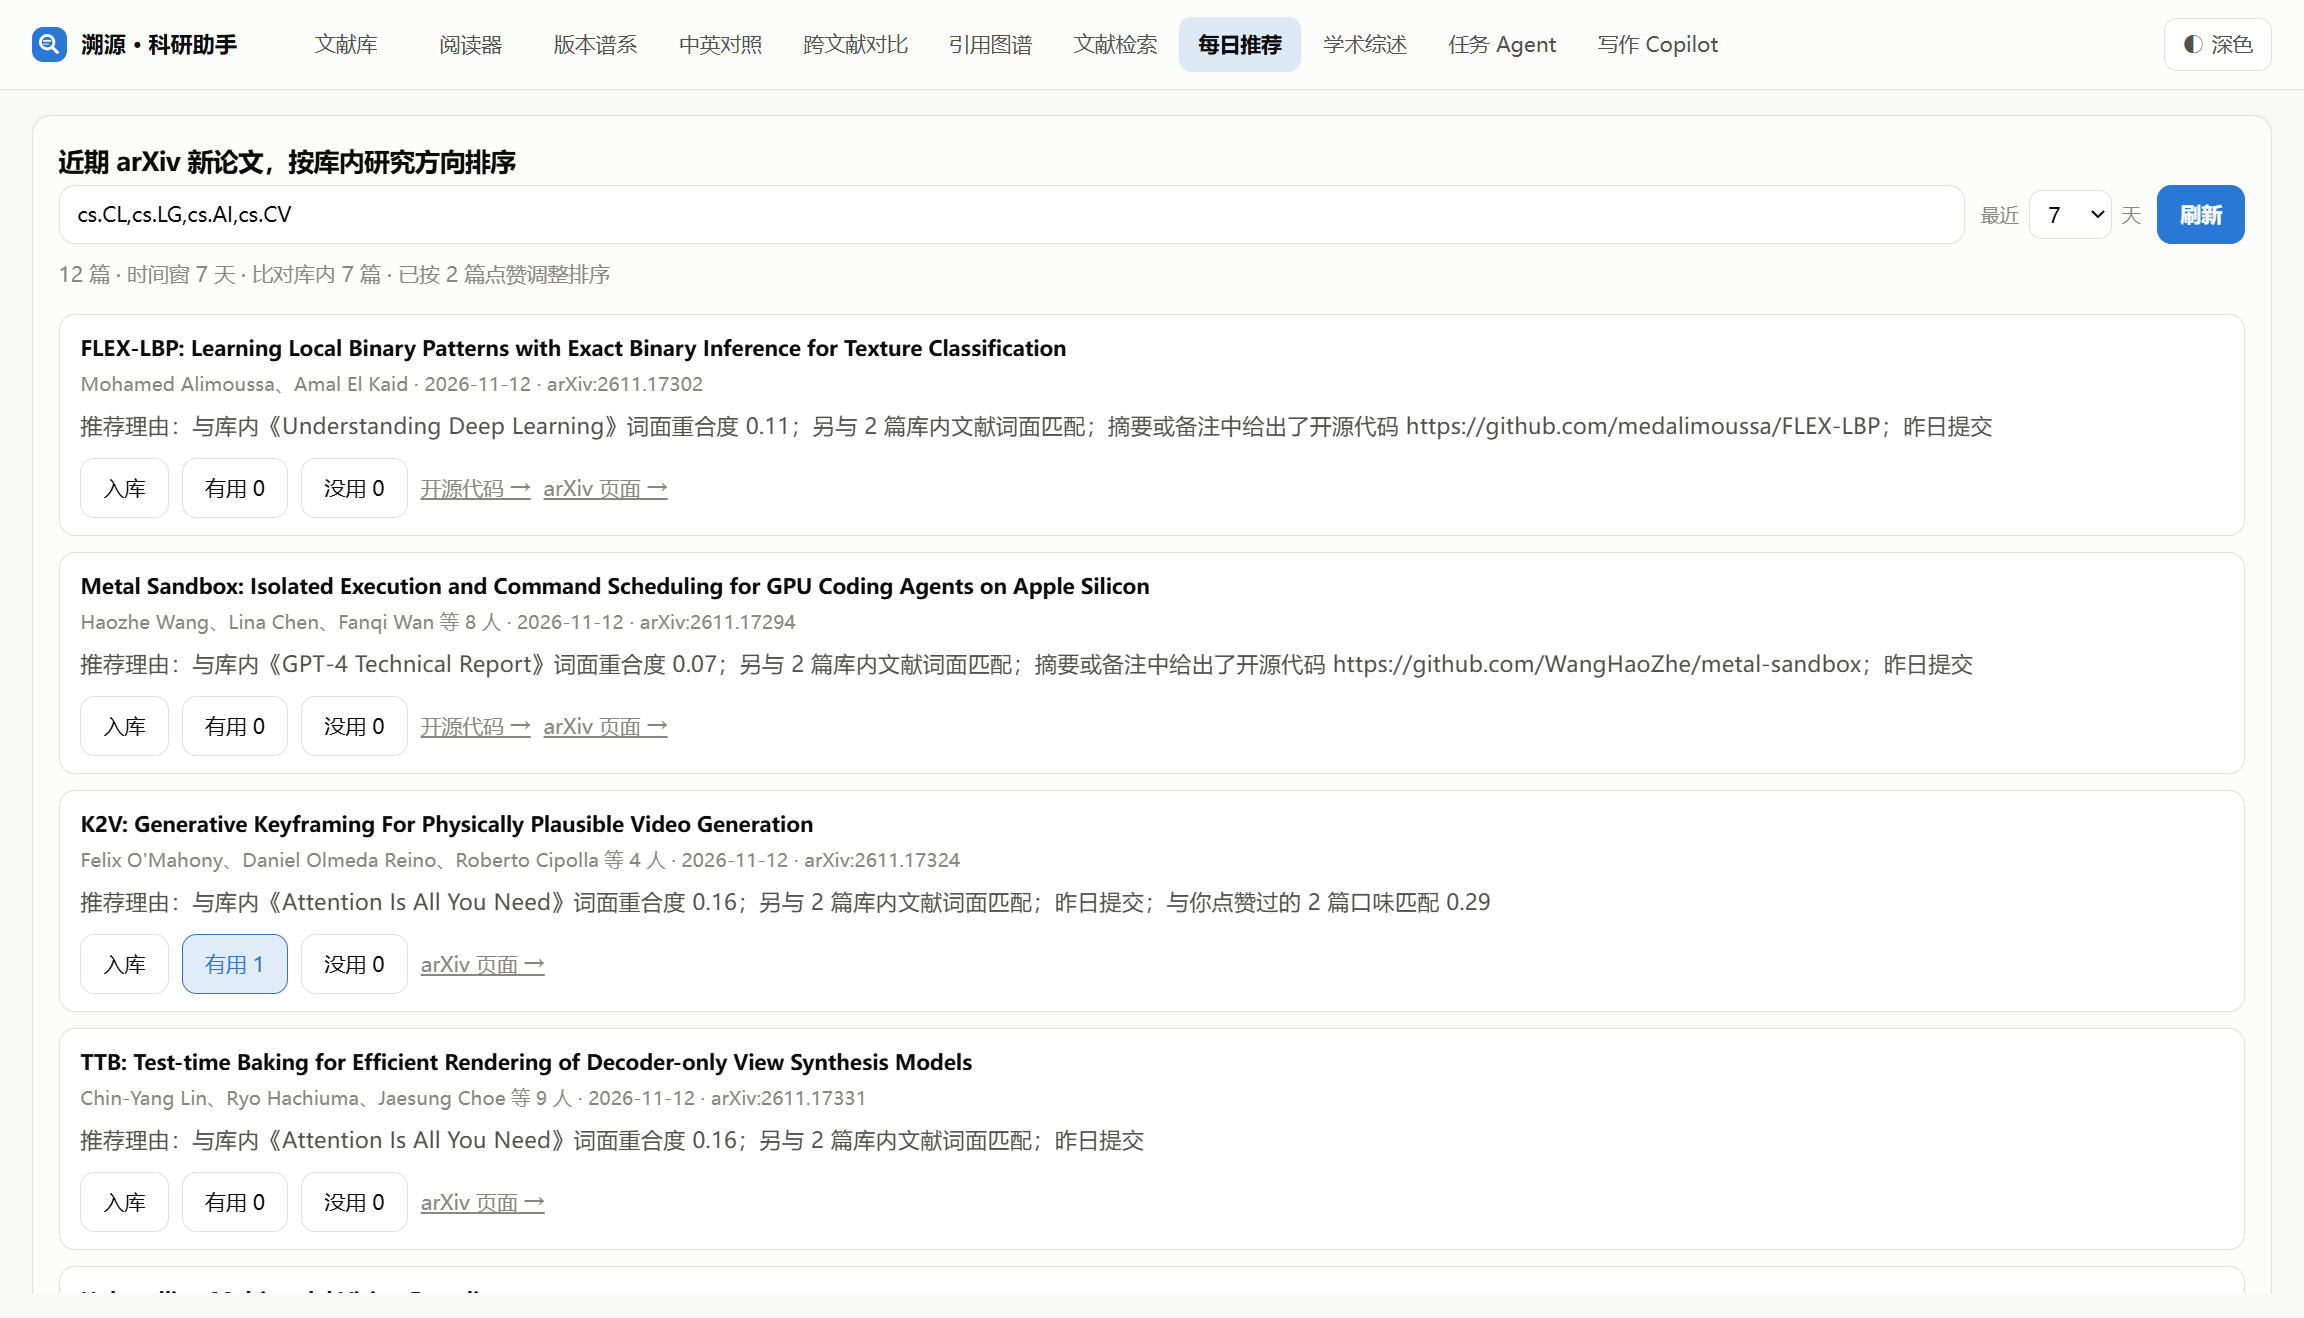 溯源·科研助手
文献库
阅读器
版本谱系
中英对照
跨文献对比
引用图谱
文献检索
每日推荐
学术综述
任务 Agent
写作 Copilot
深色
近期 arXiv 新论文，按库内研究方向排序
cs.CL,cs.LG,cs.AI,cs.CV
最近 7 天
刷新
12 篇 · 时间窗 7 天 · 比对库内 7 篇 · 已按 2 篇点赞调整排序
FLEX-LBP: Learning Local Binary Patterns with Exact Binary Inference for Texture Classification
Mohamed Alimoussa、Amal El Kaid · 2026-11-12 · arXiv:2611.17302
推荐理由：与库内《Understanding Deep Learning》词面重合度 0.11；另与 2 篇库内文献词面匹配；摘要或备注中给出了开源代码 https://github.com/medalimoussa/FLEX-LBP；昨日提交
入库 有用 0 没用 0 开源代码 → arXiv 页面 →
Metal Sandbox: Isolated Execution and Command Scheduling for GPU Coding Agents on Apple Silicon
Haozhe Wang、Lina Chen、Fanqi Wan 等 8 人 · 2026-11-12 · arXiv:2611.17294
推荐理由：与库内《GPT-4 Technical Report》词面重合度 0.07；另与 2 篇库内文献词面匹配；摘要或备注中给出了开源代码 https://github.com/WangHaoZhe/metal-sandbox；昨日提交
入库 有用 0 没用 0 开源代码 → arXiv 页面 →
K2V: Generative Keyframing For Physically Plausible Video Generation
Felix O'Mahony、Daniel Olmeda Reino、Roberto Cipolla 等 4 人 · 2026-11-12 · arXiv:2611.17324
推荐理由：与库内《Attention Is All You Need》词面重合度 0.16；另与 2 篇库内文献词面匹配；昨日提交；与你点赞过的 2 篇口味匹配 0.29
入库 有用 1 没用 0 arXiv 页面 →
TTB: Test-time Baking for Efficient Rendering of Decoder-only View Synthesis Models
Chin-Yang Lin、Ryo Hachiuma、Jaesung Choe 等 9 人 · 2026-11-12 · arXiv:2611.17331
推荐理由：与库内《Attention Is All You Need》词面重合度 0.16；另与 2 篇库内文献词面匹配；昨日提交
入库 有用 0 没用 0 arXiv 页面 →